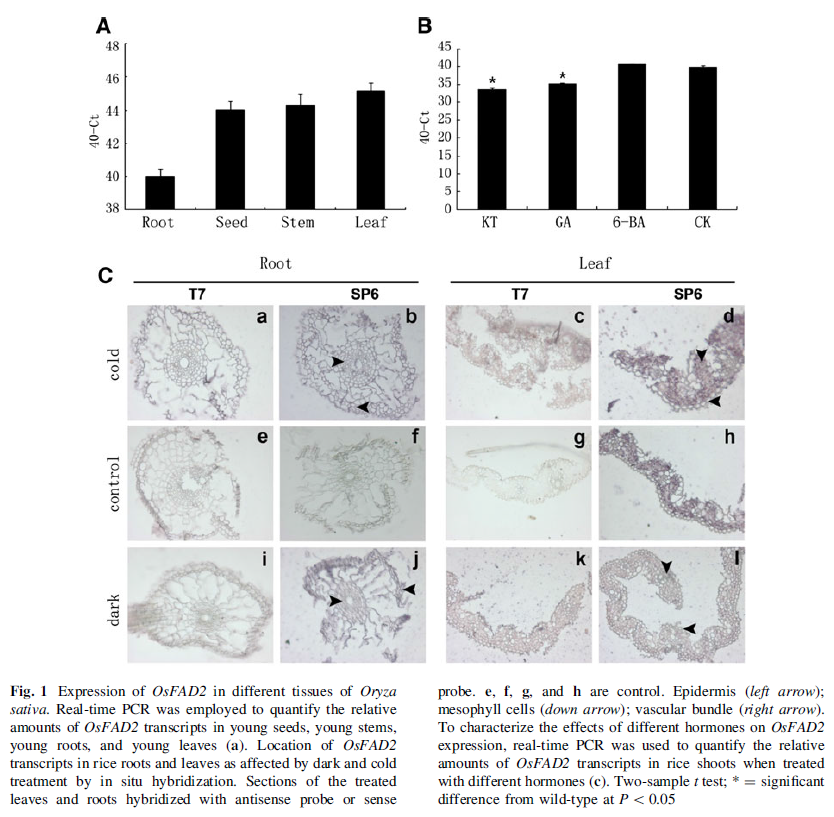 A
48
46
44
42
40
38
40-Ct
Root Seed Stem Leaf
B
45
40
35
30
25
20
15
10
5
0
40-Ct
* *
KT GA 6-BA CK
C
Root Leaf
T7 SP6 T7 SP6
cold a b c d
control e f g h
dark i j k l
Fig. 1 Expression of OsFAD2 in different tissues of Oryza
sativa. Real-time PCR was employed to quantify the relative
amounts of OsFAD2 transcripts in young seeds, young stems,
young roots, and young leaves (a). Location of OsFAD2
transcripts in rice roots and leaves as affected by dark and cold
treatment by in situ hybridization. Sections of the treated
leaves and roots hybridized with antisense probe or sense
probe. e, f, g, and h are control. Epidermis (left arrow);
mesophyll cells (down arrow); vascular bundle (right arrow).
To characterize the effects of different hormones on OsFAD2
expression, real-time PCR was used to quantify the relative
amounts of OsFAD2 transcripts in rice shoots when treated
with different hormones (c). Two-sample t test; * = significant
difference from wild-type at P < 0.05